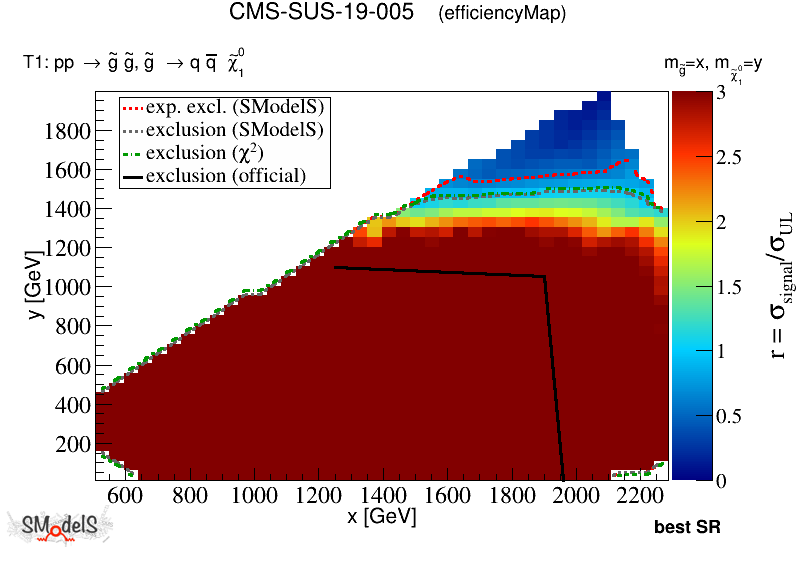 CMS-SUS-19-005 (efficiencyMap)
T1: pp → g̃ g̃, g̃ → q q̅ χ̃₁⁰
m_g̃=x, m_χ̃₁⁰=y
exp. excl. (SModelS)
exclusion (SModelS)
exclusion (χ²)
exclusion (official)
1800
1600
1400
1200
1000
800
600
400
200
y [GeV]
600 800 1000 1200 1400 1600 1800 2000 2200
x [GeV]
3
2.5
2
1.5
1
0.5
0
r = σ_signal/σ_UL
SModelS
best SR